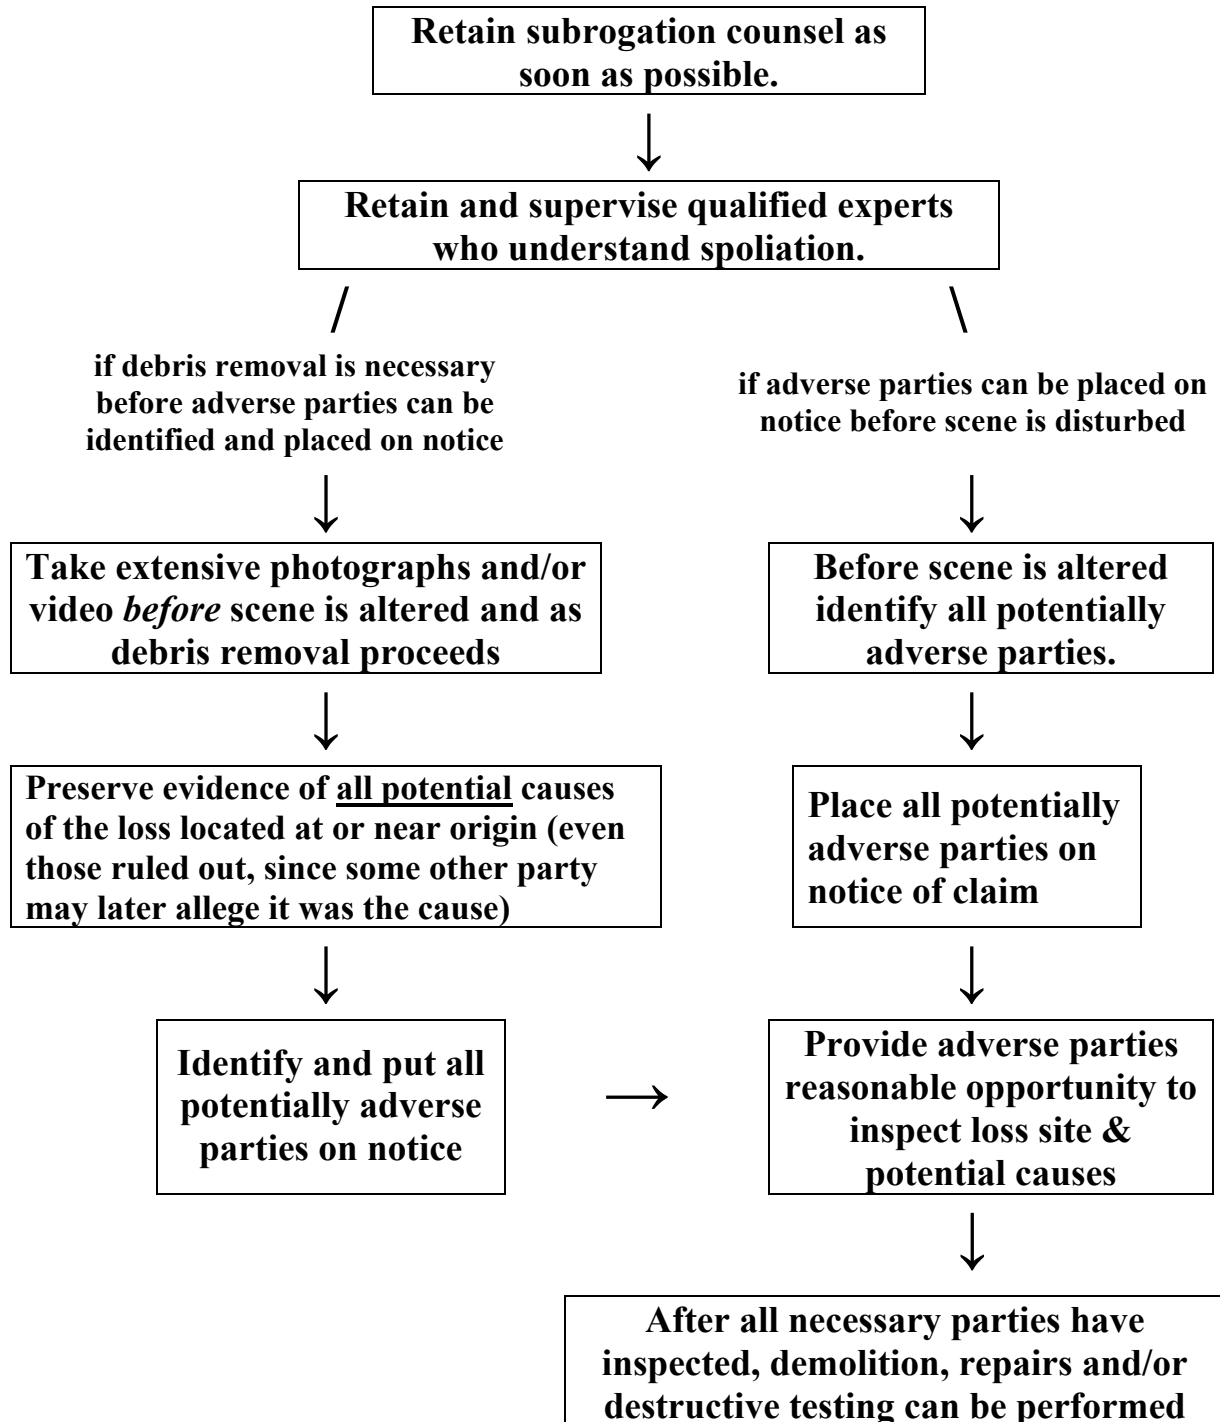 Retain subrogation counsel as
soon as possible.
↓
Retain and supervise qualified experts
who understand spoliation.
/
\
if debris removal is necessary
before adverse parties can be
identified and placed on notice
if adverse parties can be placed on
notice before scene is disturbed
↓
↓
Take extensive photographs and/or
video before scene is altered and as
debris removal proceeds
Before scene is altered
identify all potentially
adverse parties.
↓
↓
Preserve evidence of all potential causes
of the loss located at or near origin (even
those ruled out, since some other party
may later allege it was the cause)
Place all potentially
adverse parties on
notice of claim
↓
↓
Identify and put all
potentially adverse
parties on notice
→
Provide adverse parties
reasonable opportunity to
inspect loss site &
potential causes
↓
After all necessary parties have
inspected, demolition, repairs and/or
destructive testing can be performed